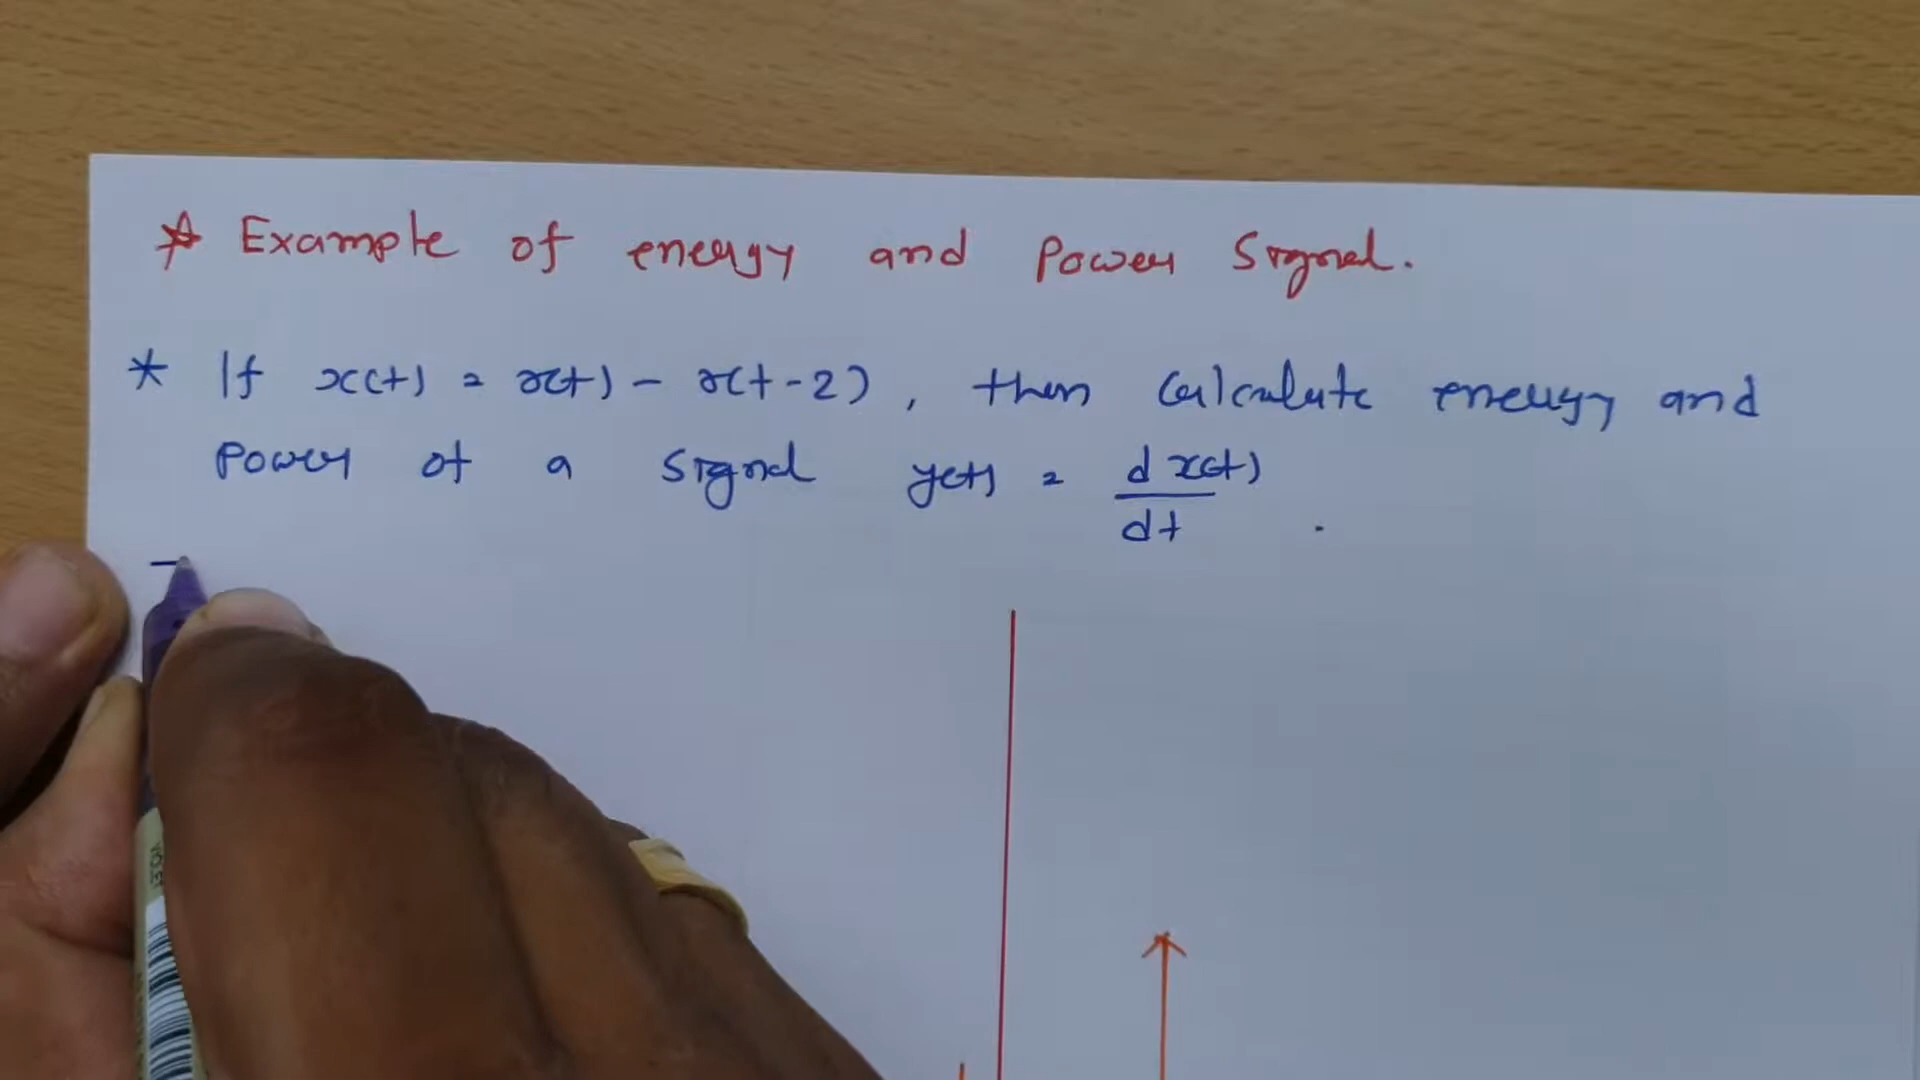 * Example of energy and Power Signal.
* If x(t) = r(t) - r(t-2), then Calculate energy and
Power of a Signal y(t) = d x(t) / dt .